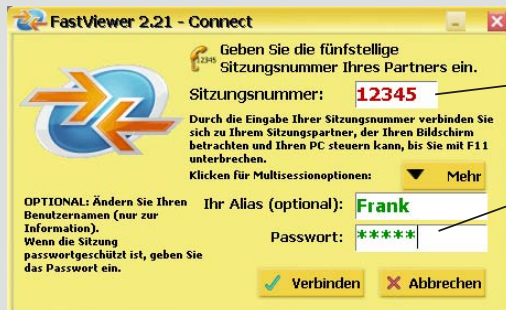 FastViewer 2.21 - Connect
12345
Geben Sie die fünfstellige
Sitzungsnummer Ihres Partners ein.
Sitzungsnummer: 12345
Durch die Eingabe Ihrer Sitzungsnummer verbinden Sie
sich zu Ihrem Sitzungspartner, der Ihren Bildschirm
betrachten und Ihren PC steuern kann, bis Sie mit F11
unterbrechen.
Klicken für Multisessionoptionen: Mehr
OPTIONAL: Ändern Sie Ihren
Benutzernamen (nur zur
Information).
Wenn die Sitzung
passwortgeschützt ist, geben Sie
das Passwort ein.
Ihr Alias (optional): Frank
Passwort: *****
Verbinden Abbrechen